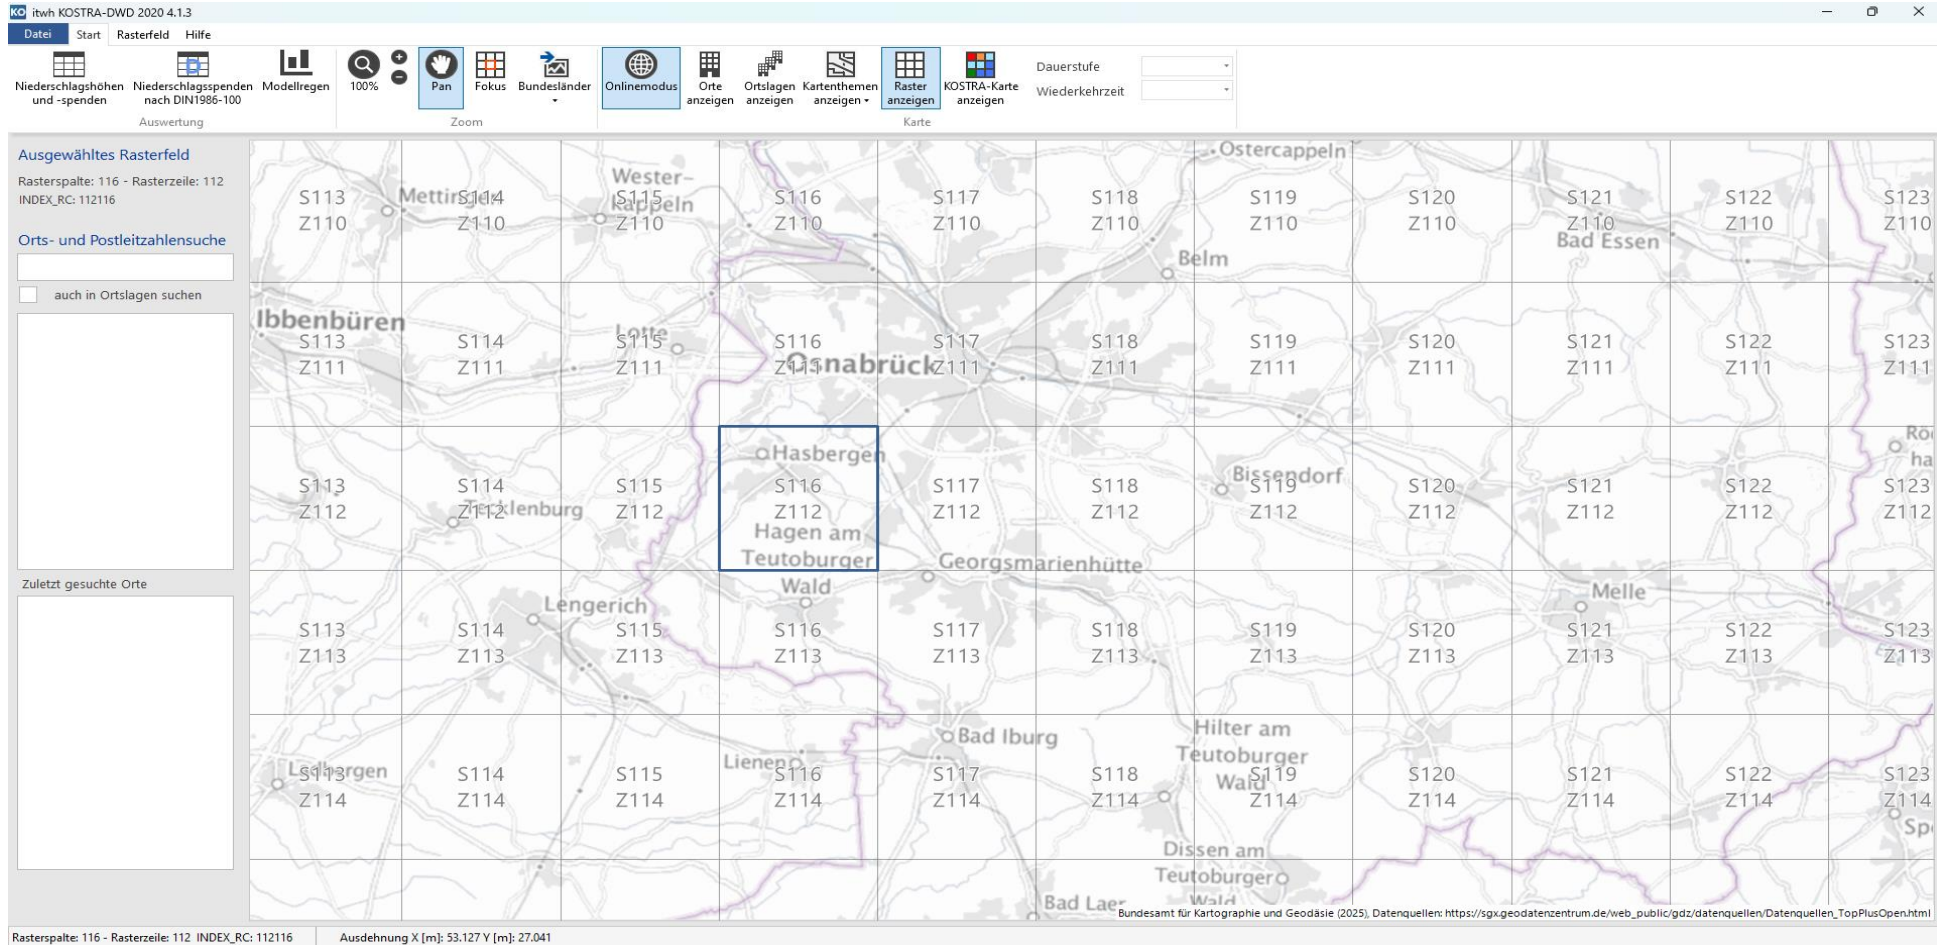 KO itwh KOSTRA-DWD 2020 4.1.3
Datei Start Rasterfeld Hilfe
Niederschlagshöhen und -spenden
Niederschlagsspenden nach DIN1986-100
Modellregen
Auswertung
100%
Pan
Fokus
Bundesländer
Zoom
Onlinemodus
Orte anzeigen
Ortslagen anzeigen
Kartenthemen anzeigen
Raster anzeigen
KOSTRA-Karte anzeigen
Karte
Dauerstufe
Wiederkehrzeit
Ausgewähltes Rasterfeld
Rasterspalte: 116 - Rasterzeile: 112
INDEX_RC: 112116
Orts- und Postleitzahlensuche
auch in Ortslagen suchen
Zuletzt gesuchte Orte
Ostercappeln
Wester-
kappeln
S113 S114 S115 S116 S117 S118 S119 S120 S121 S122 S123
Z110 Z110 Z110 Z110 Z110 Z110 Z110 Z110 Z110 Z110 Z110
Bad Essen
Belm
Ibbenbüren
Lotte
S113 S114 S115 S116 S117 S118 S119 S120 S121 S122 S123
Osnabrück
Z111 Z111 Z111 Z111 Z111 Z111 Z111 Z111 Z111 Z111 Z111
Hasbergen
Rö
ha
Bissendorf
S113 S114 S115 S116 S117 S118 S119 S120 S121 S122 S123
Tecklenburg
Z112 Z112 Z112 Z112 Z112 Z112 Z112 Z112 Z112 Z112 Z112
Hagen am
Teutoburger
Wald
Georgsmarienhütte
Melle
Lengerich
S113 S114 S115 S116 S117 S118 S119 S120 S121 S122 S123
Z113 Z113 Z113 Z113 Z113 Z113 Z113 Z113 Z113 Z113 Z113
Bad Iburg
Hilter am
Teutoburger
Wald
Lienen
S113 S114 S115 S116 S117 S118 S119 S120 S121 S122 S123
Z114 Z114 Z114 Z114 Z114 Z114 Z114 Z114 Z114 Z114 Z114
Sp
Dissen am
Teutoburger
Wald
Bad Laer
Bundesamt für Kartographie und Geodäsie (2025), Datenquellen: https://sgx.geodatenzentrum.de/web_public/gdz/datenquellen/Datenquellen_TopPlusOpen.html
Rasterspalte: 116 - Rasterzeile: 112 INDEX_RC: 112116 Ausdehnung X [m]: 53.127 Y [m]: 27.041